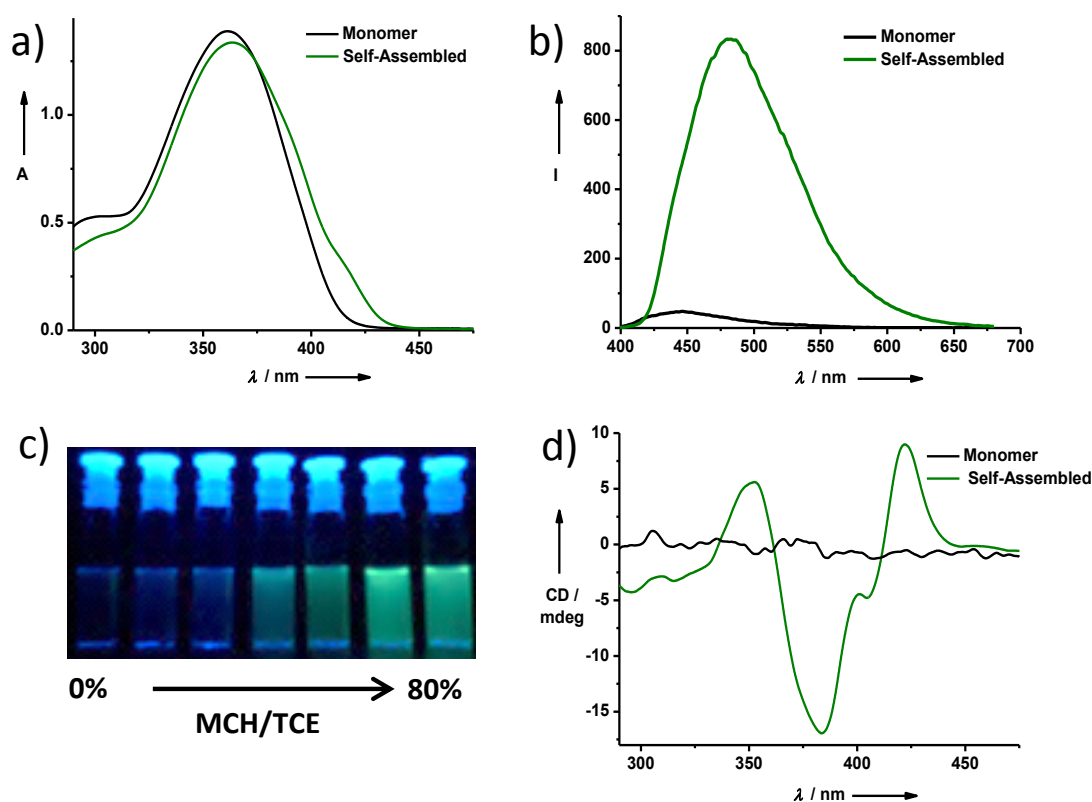 a)
Monomer
Self-Assembled
1.0
0.5
0.0
A
300
350
400
450
λ / nm
b)
Monomer
Self-Assembled
800
600
400
200
0
I
400
450
500
550
600
650
700
λ / nm
c)
0%
80%
MCH/TCE
d)
Monomer
Self-Assembled
10
5
0
-5
-10
-15
CD /
mdeg
300
350
400
450
λ / nm